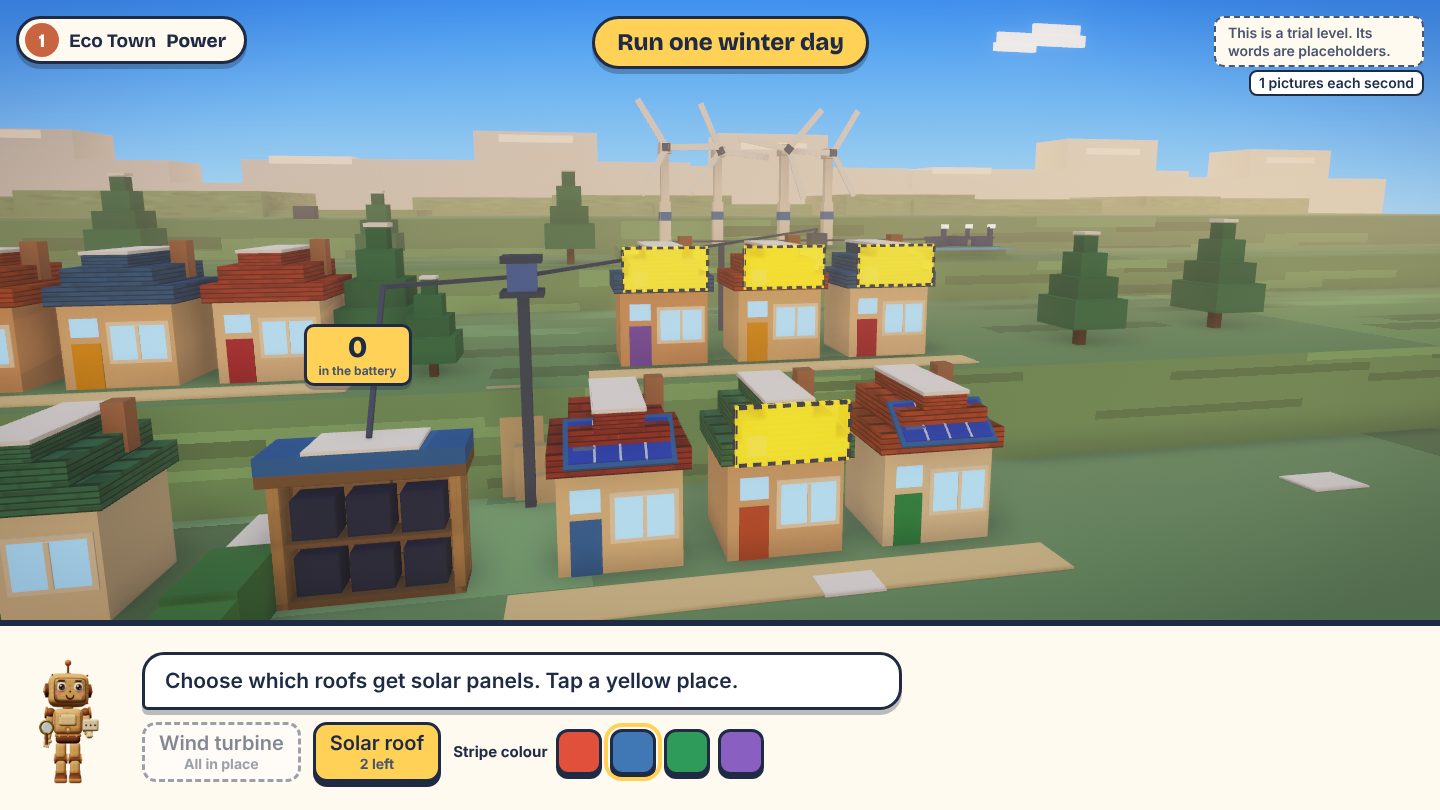 1 Eco Town Power
Run one winter day
This is a trial level. Its
words are placeholders.
1 pictures each second
0
in the battery
Choose which roofs get solar panels. Tap a yellow place.
Wind turbine
All in place
Solar roof
2 left
Stripe colour